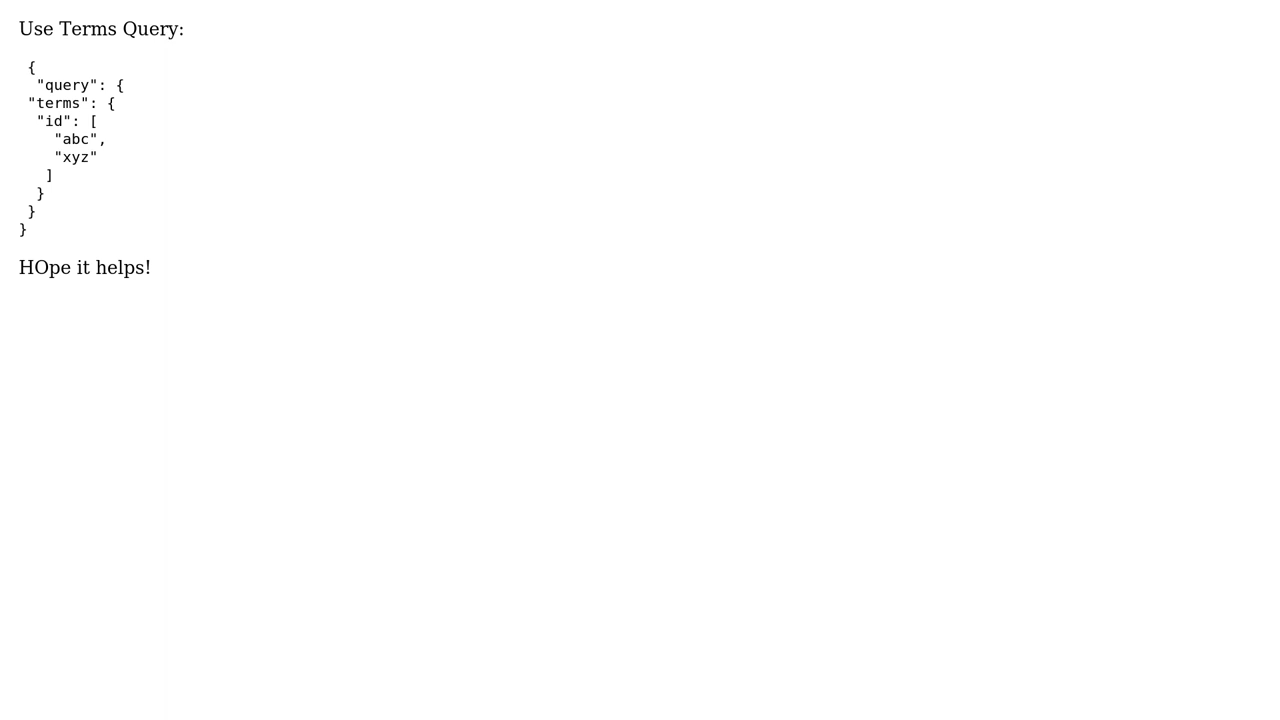 Use Terms Query:
 {
  "query": {
 "terms": {
  "id": [
    "abc",
    "xyz"
   ]
  }
 }
}
HOpe it helps!